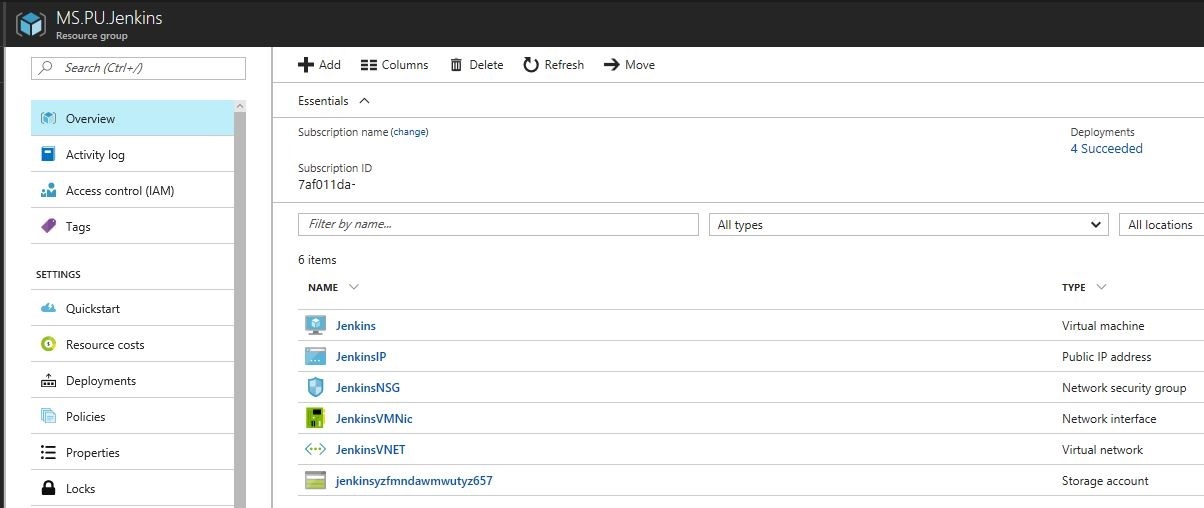 MS.PU.Jenkins
Resource group
Search (Ctrl+/)
Overview
Activity log
Access control (IAM)
Tags
SETTINGS
Quickstart
Resource costs
Deployments
Policies
Properties
Locks
Add Columns Delete Refresh Move
Essentials
Subscription name (change)
Deployments
4 Succeeded
Subscription ID
7af011da-
Filter by name...
All types
All locations
6 items
NAME TYPE
Jenkins Virtual machine
JenkinsIP Public IP address
JenkinsNSG Network security group
JenkinsVMNic Network interface
JenkinsVNET Virtual network
jenkinsyzfmndawmwutyz657 Storage account